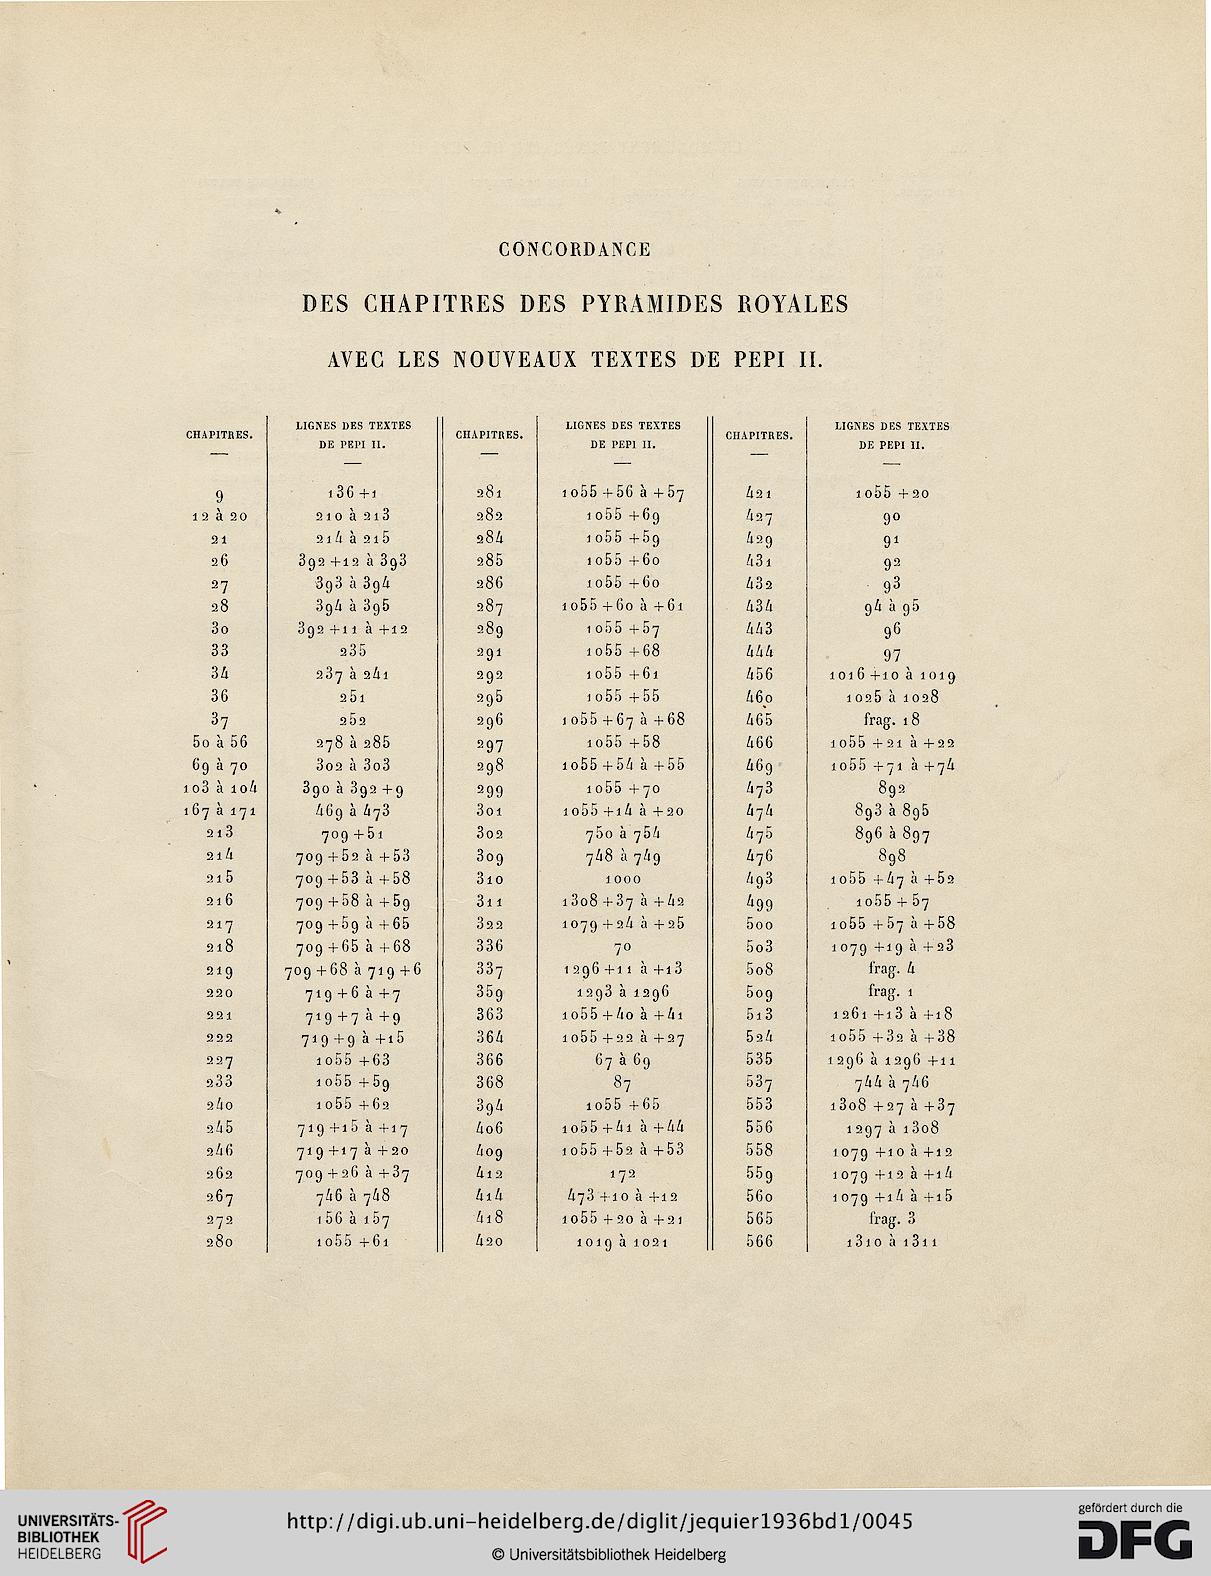 CONCORDANCE
DES CHAPITRES DES PYRAMIDES ROYALES
AVEC LES NOUVEAUX TEXTES DE PEPI II.
CHAPITRES. LIGNES DES TEXTES DE PEPI II. CHAPITRES. LIGNES DES TEXTES DE PEPI II. CHAPITRES. LIGNES DES TEXTES DE PEPI II.
9 136 +1 281 1055 +56 à +57 421 1055 +20
12 à 20 210 à 213 282 1055 +69 427 90
21 214 à 215 284 1055 +59 429 91
26 392 +12 à 393 285 1055 +60 431 92
27 393 à 394 286 1055 +60 432 93
28 394 à 395 287 1055 +60 à +61 434 94 à 95
30 392 +11 à +12 289 1055 +57 443 96
33 235 291 1055 +68 444 97
34 237 à 241 292 1055 +61 456 1016 +10 à 1019
36 251 295 1055 +55 460 1025 à 1028
37 252 296 1055 +67 à +68 465 frag. 18
50 à 56 278 à 285 297 1055 +58 466 1055 +21 à +22
69 à 70 302 à 303 298 1055 +54 à +55 469 1055 +71 à +74
103 à 104 390 à 392 +9 299 1055 +70 473 892
167 à 171 469 à 473 301 1055 +14 à +20 474 893 à 895
213 709 +51 302 750 à 754 475 896 à 897
214 709 +52 à +53 309 748 à 749 476 898
215 709 +53 à +58 310 1000 493 1055 +47 à +52
216 709 +58 à +59 311 1308 +37 à +42 499 1055 +57
217 709 +59 à +65 322 1079 +24 à +25 500 1055 +57 à +58
218 709 +65 à +68 336 70 503 1079 +19 à +23
219 709 +68 à 719 +6 337 1296 +11 à +13 508 frag. 4
220 719 +6 à +7 359 1293 à 1296 509 frag. 1
221 719 +7 à +9 363 1055 +40 à +41 513 1261 +13 à +18
222 719 +9 à +15 364 1055 +22 à +27 524 1055 +32 à +38
227 1055 +63 366 67 à 69 535 1296 à 1296 +11
233 1055 +59 368 87 537 744 à 746
240 1055 +62 394 1055 +65 553 1308 +27 à +37
245 719 +15 à +17 406 1055 +41 à +44 556 1297 à 1308
246 719 +17 à +20 409 1055 +52 à +53 558 1079 +10 à +12
262 709 +26 à +37 412 172 559 1079 +12 à +14
267 746 à 748 414 473 +10 à +12 560 1079 +14 à +15
272 156 à 157 418 1055 +20 à +21 565 frag. 3
280 1055 +61 420 1019 à 1021 566 1310 à 1311
UNIVERSITÄTS-
BIBLIOTHEK
HEIDELBERG
http://digi.ub.uni-heidelberg.de/diglit/jequier1936bd1/0045
© Universitätsbibliothek Heidelberg
gefördert durch die
DFG